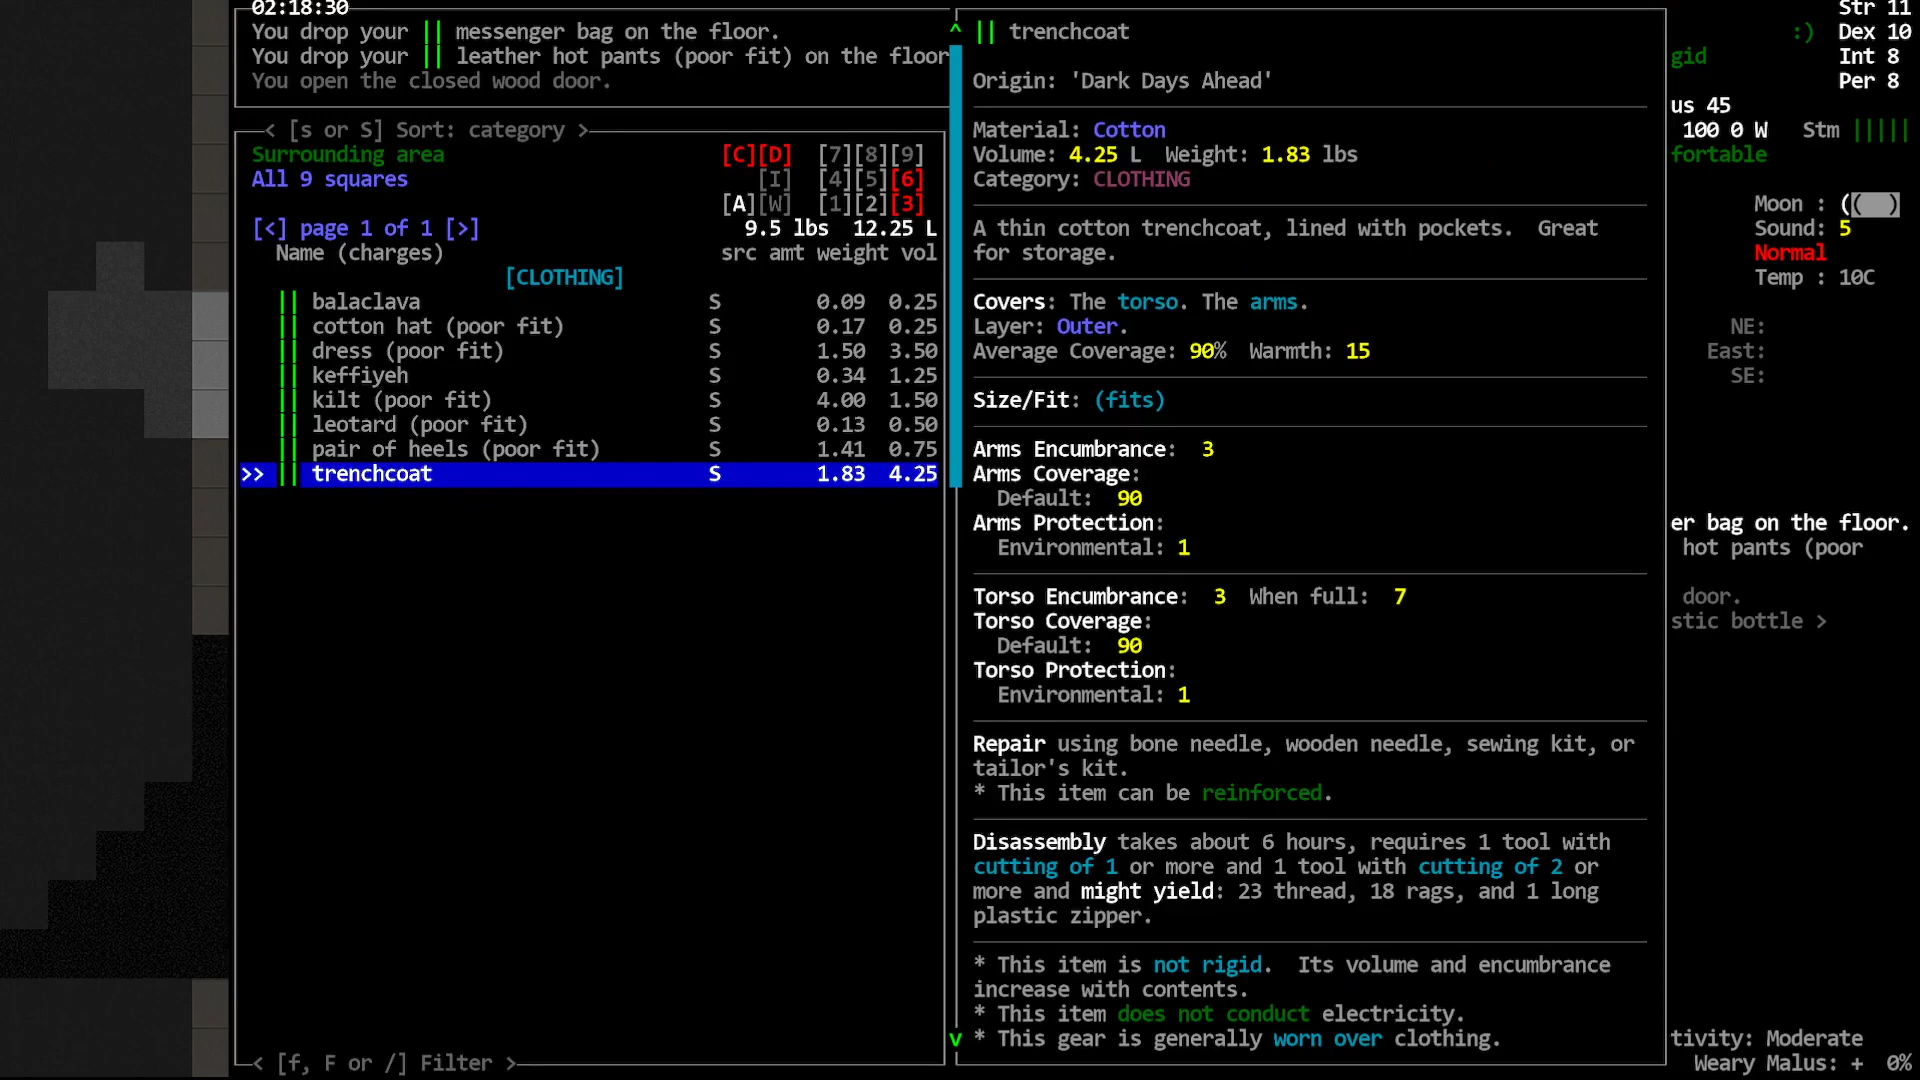 02:18:30
You drop your || messenger bag on the floor.
You drop your || leather hot pants (poor fit) on the floor
You open the closed wood door.
< [s or S] Sort: category >
Surrounding area [C][D] [7][8][9]
All 9 squares [I] [4][5][6]
[A][W] [1][2][3]
[<] page 1 of 1 [>] 9.5 lbs 12.25 L
Name (charges) src amt weight vol
[CLOTHING]
|| balaclava S 0.09 0.25
|| cotton hat (poor fit) S 0.17 0.25
|| dress (poor fit) S 1.50 3.50
|| keffiyeh S 0.34 1.25
|| kilt (poor fit) S 4.00 1.50
|| leotard (poor fit) S 0.13 0.50
|| pair of heels (poor fit) S 1.41 0.75
>> || trenchcoat S 1.83 4.25
< [f, F or /] Filter >
^ || trenchcoat
Origin: 'Dark Days Ahead'
Material: Cotton
Volume: 4.25 L Weight: 1.83 lbs
Category: CLOTHING
A thin cotton trenchcoat, lined with pockets. Great
for storage.
Covers: The torso. The arms.
Layer: Outer.
Average Coverage: 90% Warmth: 15
Size/Fit: (fits)
Arms Encumbrance: 3
Arms Coverage:
Default: 90
Arms Protection:
Environmental: 1
Torso Encumbrance: 3 When full: 7
Torso Coverage:
Default: 90
Torso Protection:
Environmental: 1
Repair using bone needle, wooden needle, sewing kit, or
tailor's kit.
* This item can be reinforced.
Disassembly takes about 6 hours, requires 1 tool with
cutting of 1 or more and 1 tool with cutting of 2 or
more and might yield: 23 thread, 18 rags, and 1 long
plastic zipper.
* This item is not rigid. Its volume and encumbrance
increase with contents.
* This item does not conduct electricity.
v * This gear is generally worn over clothing.
Str 11
:) Dex 10
gid Int 8
Per 8
us 45
100 0 W Stm |||||
fortable
Moon : (( )
Sound: 5
Normal
Temp : 10C
NE:
East:
SE:
er bag on the floor.
hot pants (poor
door.
stic bottle >
tivity: Moderate
Weary Malus: + 0%